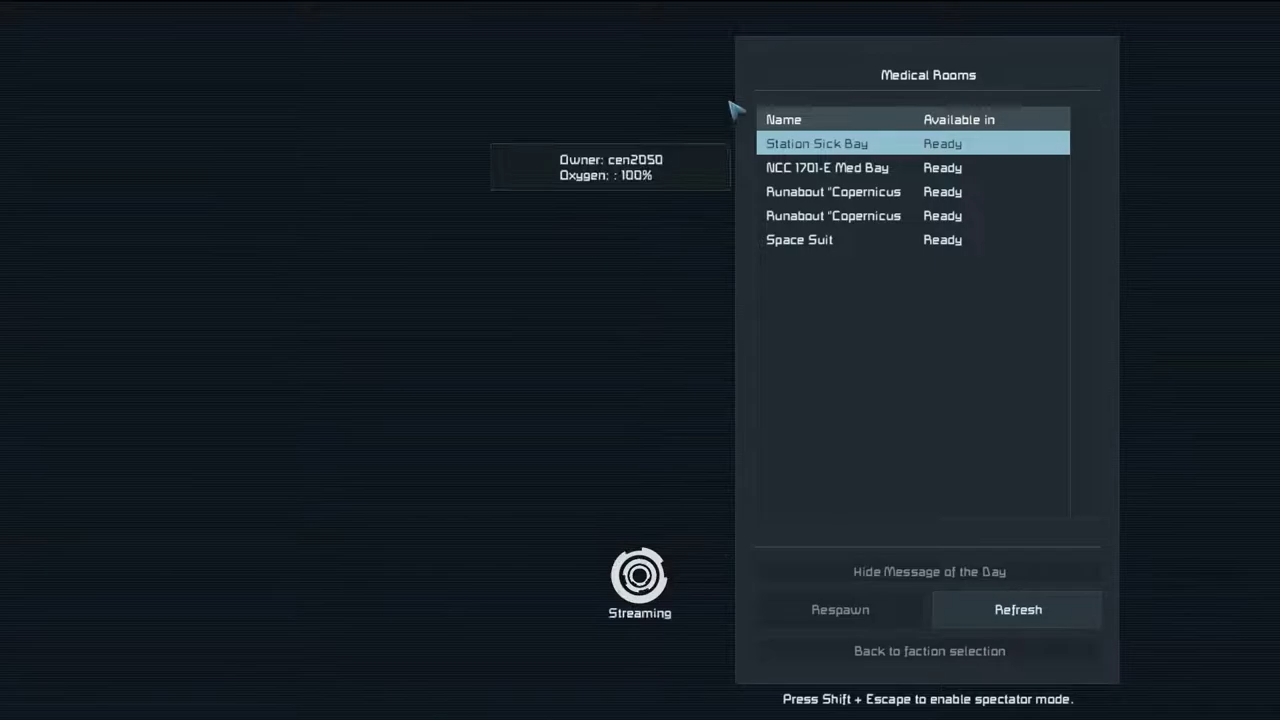 Medical Rooms
Name Available in
Station Sick Bay Ready
Owner: cen2050
Oxygen: : 100%
NCC 1701-E Med Bay Ready
Runabout "Copernicus Ready
Runabout "Copernicus Ready
Space Suit Ready
Hide Message of the Day
Streaming
Respawn Refresh
Back to faction selection
Press Shift + Escape to enable spectator mode.